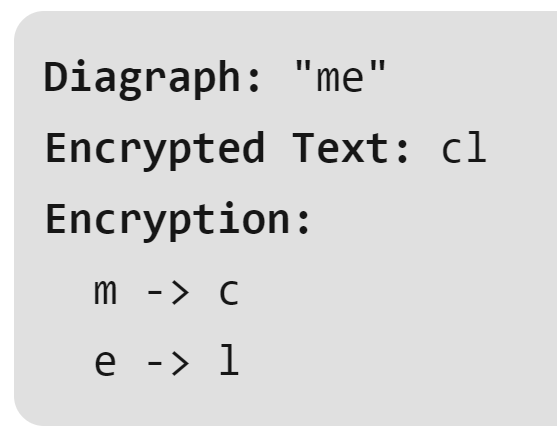 Diagraph: "me"
Encrypted Text: cl
Encryption:
m -> c
e -> l